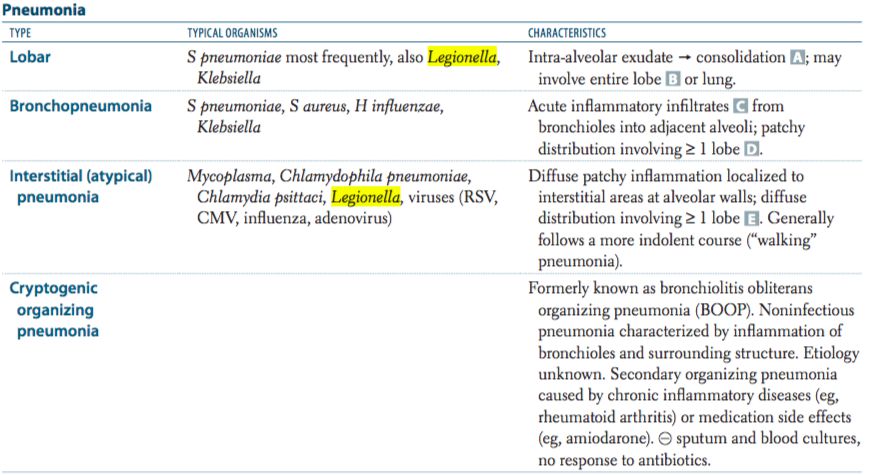 Pneumonia
TYPE TYPICAL ORGANISMS CHARACTERISTICS
Lobar S pneumoniae most frequently, also Legionella, Klebsiella Intra-alveolar exudate → consolidation A; may involve entire lobe B or lung.
Bronchopneumonia S pneumoniae, S aureus, H influenzae, Klebsiella Acute inflammatory infiltrates C from bronchioles into adjacent alveoli; patchy distribution involving ≥ 1 lobe D.
Interstitial (atypical) pneumonia Mycoplasma, Chlamydophila pneumoniae, Chlamydia psittaci, Legionella, viruses (RSV, CMV, influenza, adenovirus) Diffuse patchy inflammation localized to interstitial areas at alveolar walls; diffuse distribution involving ≥ 1 lobe E. Generally follows a more indolent course (“walking” pneumonia).
Cryptogenic organizing pneumonia Formerly known as bronchiolitis obliterans organizing pneumonia (BOOP). Noninfectious pneumonia characterized by inflammation of bronchioles and surrounding structure. Etiology unknown. Secondary organizing pneumonia caused by chronic inflammatory diseases (eg, rheumatoid arthritis) or medication side effects (eg, amiodarone). ⊖ sputum and blood cultures, no response to antibiotics.